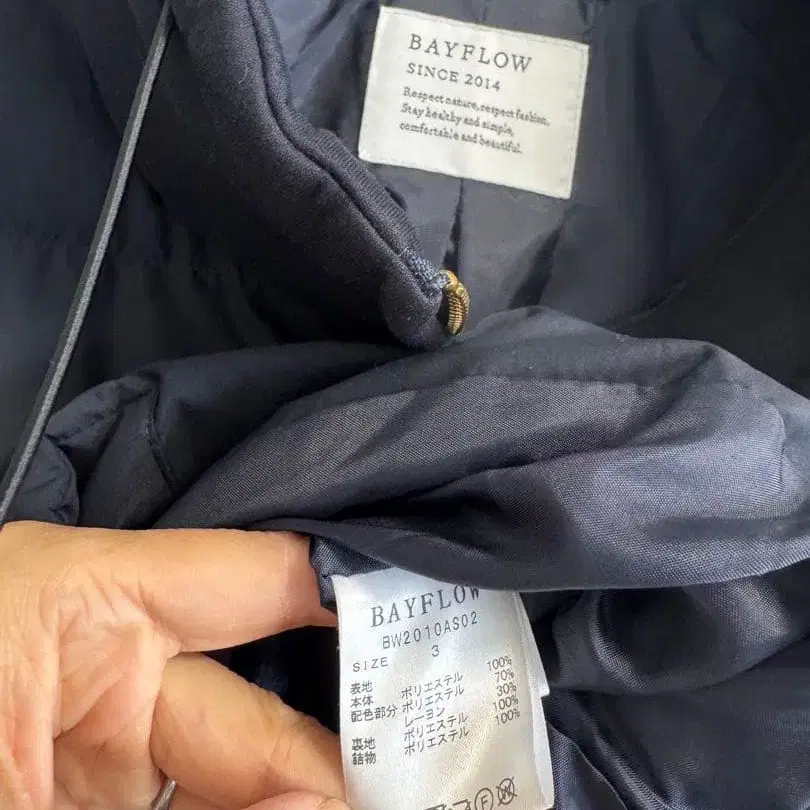 BAYFLOW
SINCE 2014
Respect nature, respect fashion.
Stay healthy and simple,
comfortable and beautiful.
BAYFLOW
BW2010AS02
SIZE 3
表地
本体 ポリエステル 100%
配色部分 ポリエステル 70%
レーヨン 30%
裏地 ポリエステル 100%
詰物 ポリエステル 100%
F